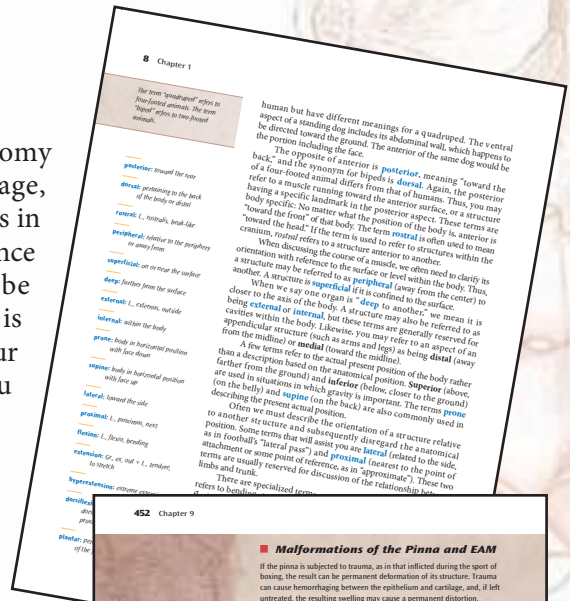 omy
age,
s in
nce
be
is
ur
u
8 Chapter 1
The term "quadruped" refers to
four-footed animals. The term
"biped" refers to two-footed
animals.
posterior: toward the rear
dorsal: pertaining to the back
of the body or distal
rostral: L., rostralis, beak-like
peripheral: relative to the periphery
or away from
superficial: on or near the surface
deep: further from the surface
external: L., externus, outside
internal: within the body
prone: body in horizontal position
with face down
supine: body in horizontal position
with face up
lateral: toward the side
proximal: L., proximus, next
flexion: L., flexio, bending
extension: Gr., ex, out + L., tendere,
to stretch
hyperextension: extreme
dorsiflex
plantar:
of the
human but have different meanings for a quadruped. The ventral
aspect of a standing dog includes its abdominal wall, which happens to
be directed toward the ground. The anterior of the same dog would be
the portion including the face.
The opposite of anterior is posterior, meaning "toward the
back," and the synonym for bipeds is dorsal. Again, the posterior
of a four-footed animal differs from that of humans. Thus, you may
refer to a muscle running toward the anterior surface, or a structure
having a specific landmark in the posterior aspect. These terms are
body specific: No matter what the position of the body is, anterior is
"toward the front" of that body. The term rostral is often used to mean
"toward the head." If the term is used to refer to structures within the
cranium, rostral refers to a structure anterior to another.
When discussing the course of a muscle, we often need to clarify its
orientation with reference to the surface or level within the body. Thus,
a structure may be referred to as peripheral (away from the center) to
another. A structure is superficial if it is confined to the surface.
When we say one organ is "deep to another," we mean it is
closer to the axis of the body. A structure may also be referred to as
being external or internal, but these terms are generally reserved for
cavities within the body. Likewise, you may refer to an aspect of an
appendicular structure (such as arms and legs) as being distal (away
from the midline) or medial (toward the midline).
A few terms refer to the actual present position of the body rather
than a description based on the anatomical position. Superior (above,
farther from the ground) and inferior (below, closer to the ground)
are used in situations in which gravity is important. The terms prone
(on the belly) and supine (on the back) are also commonly used in
describing the present actual position.
Often we must describe the orientation of a structure relative
to another structure and subsequently disregard the anatomical
position. Some terms that will assist you are lateral (related to the side,
as in football's "lateral pass") and proximal (nearest to the point of
attachment or some point of reference, as in "approximate"). These two
terms are usually reserved for discussion of the relationship
limbs and trunk.
There are specialized
refers to bending
452 Chapter 9
Malformations of the Pinna and EAM
If the pinna is subjected to trauma, as in that inflicted during the sport of
boxing, the result can be permanent deformation of its structure. Trauma
can cause hemorrhaging between the epithelium and cartilage, and, if left
untreated, the resulting swelling may cause a permanent distortion.